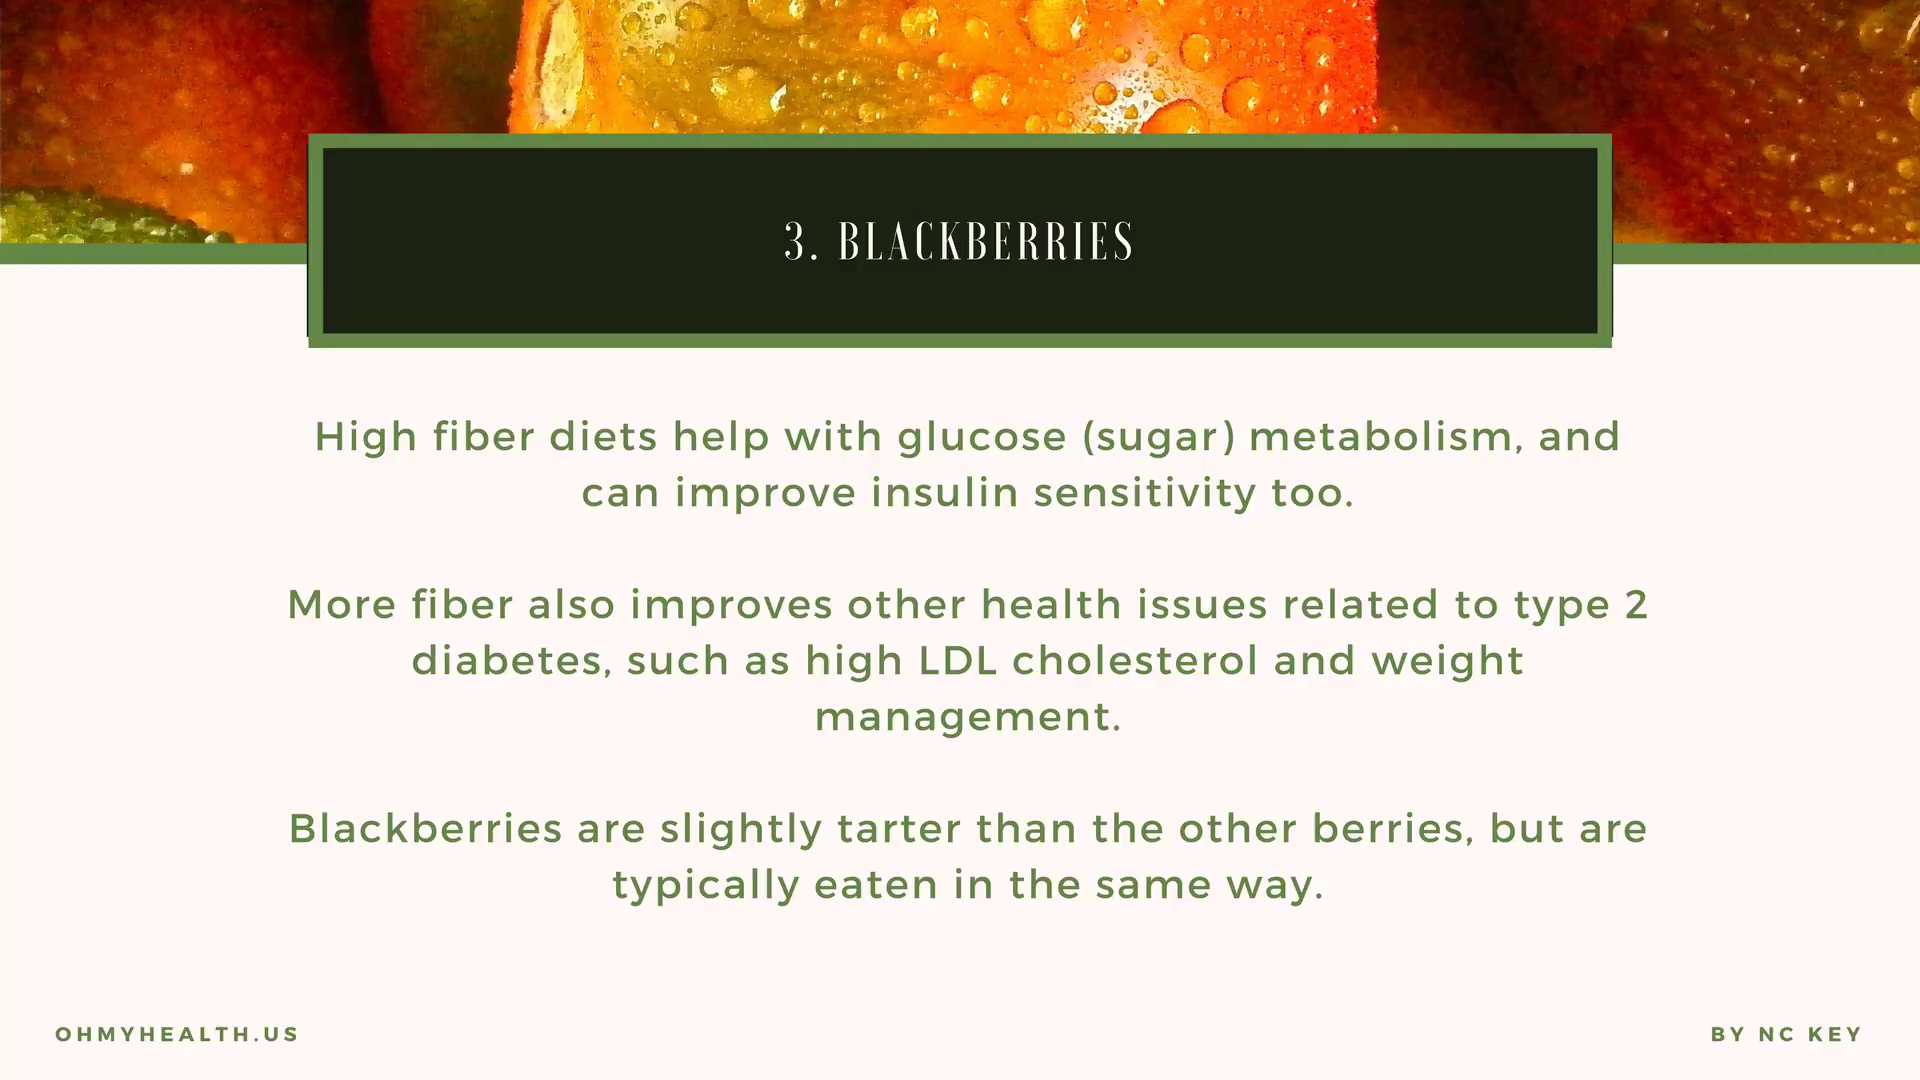 3. BLACKBERRIES
High fiber diets help with glucose (sugar) metabolism, and
can improve insulin sensitivity too.
More fiber also improves other health issues related to type 2
diabetes, such as high LDL cholesterol and weight
management.
Blackberries are slightly tarter than the other berries, but are
typically eaten in the same way.
OHMYHEALTH.US
BY NC KEY